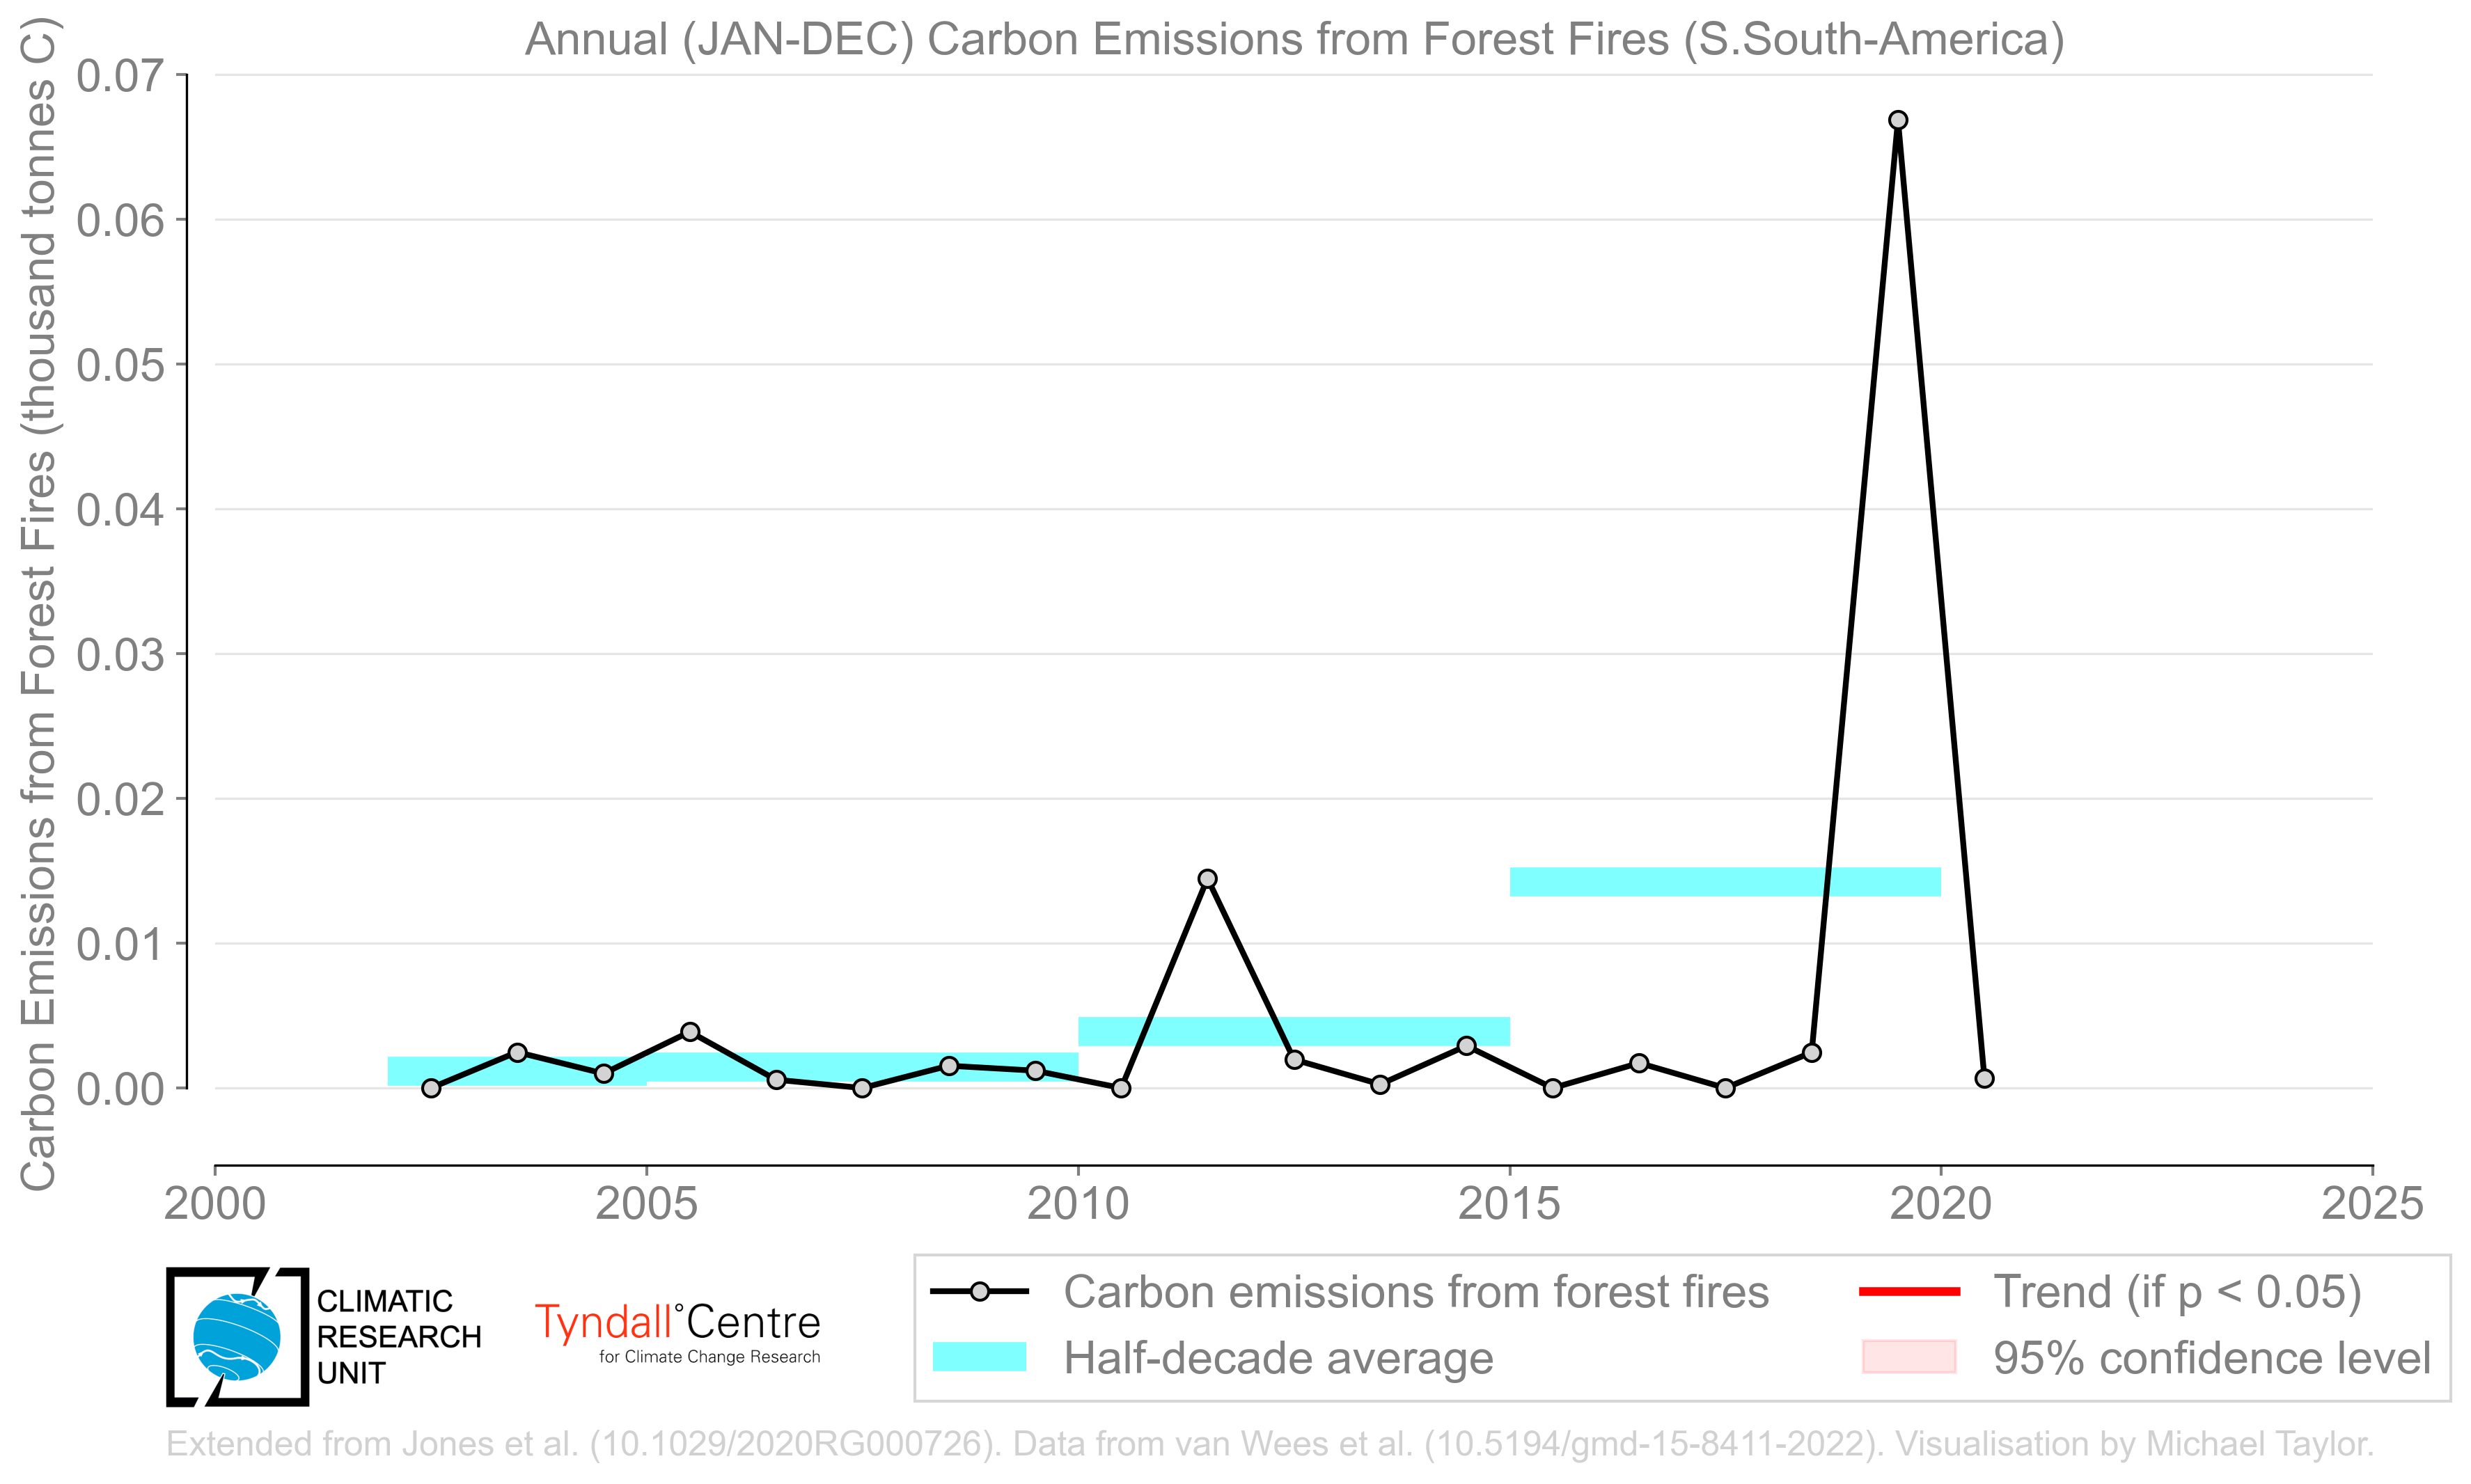 Annual (JAN-DEC) Carbon Emissions from Forest Fires (S.South-America)
Carbon Emissions from Forest Fires (thousand tonnes C)
0.07
0.06
0.05
0.04
0.03
0.02
0.01
0.00
2000 2005 2010 2015 2020 2025
CLIMATIC
RESEARCH
UNIT
Tyndall°Centre
for Climate Change Research
Carbon emissions from forest fires
Half-decade average
Trend (if p < 0.05)
95% confidence level
Extended from Jones et al. (10.1029/2020RG000726). Data from van Wees et al. (10.5194/gmd-15-8411-2022). Visualisation by Michael Taylor.